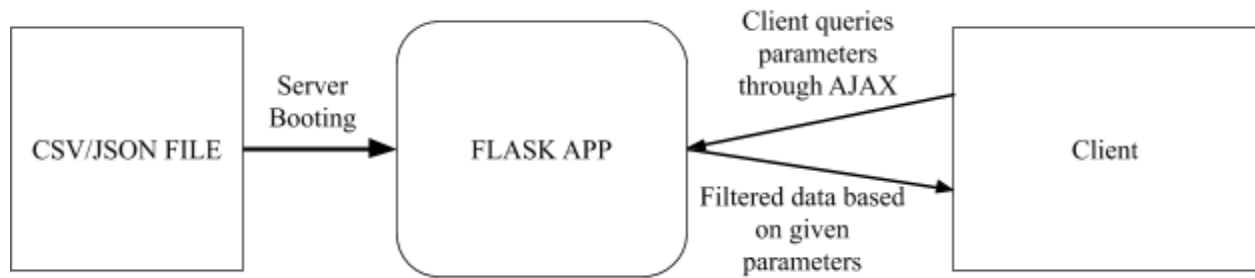 CSV/JSON FILE
Server
Booting
FLASK APP
Client queries
parameters
through AJAX
Filtered data based
on given
parameters
Client